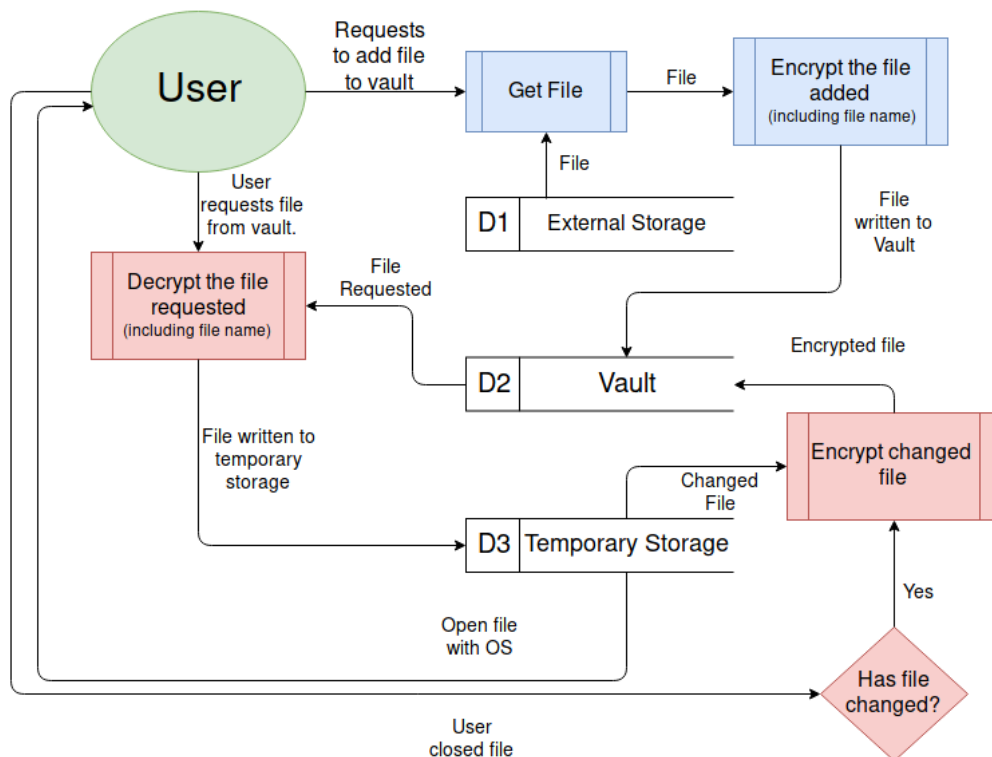 User
Requests
to add file
to vault
Get File
File
Encrypt the file
added
(including file name)
File
D1
External Storage
File
written to
Vault
User
requests file
from vault.
Decrypt the file
requested
(including file name)
File
Requested
D2
Vault
Encrypted file
File written to
temporary
storage
Changed
File
Encrypt changed
file
D3
Temporary Storage
Open file
with OS
Yes
Has file
changed?
User
closed file